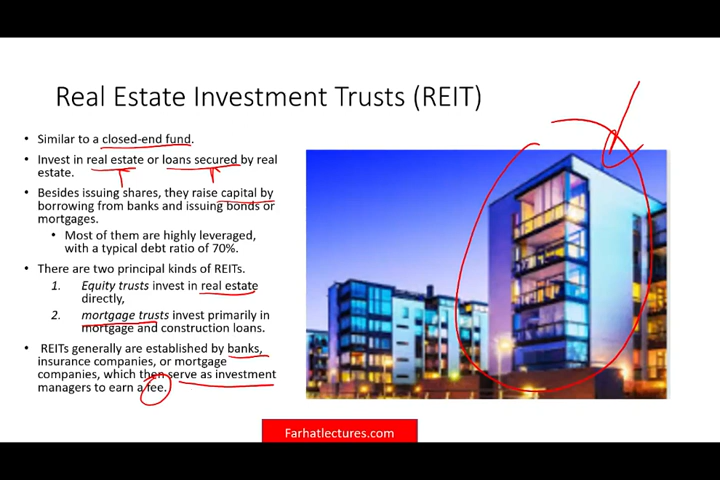 Real Estate Investment Trusts (REIT)
• Similar to a closed-end fund.
• Invest in real estate or loans secured by real
estate.
• Besides issuing shares, they raise capital by
borrowing from banks and issuing bonds or
mortgages.
• Most of them are highly leveraged,
with a typical debt ratio of 70%.
• There are two principal kinds of REITs.
1. Equity trusts invest in real estate
directly,
2. mortgage trusts invest primarily in
mortgage and construction loans.
• REITs generally are established by banks,
insurance companies, or mortgage
companies, which then serve as investment
managers to earn a fee.
Farhatlectures.com